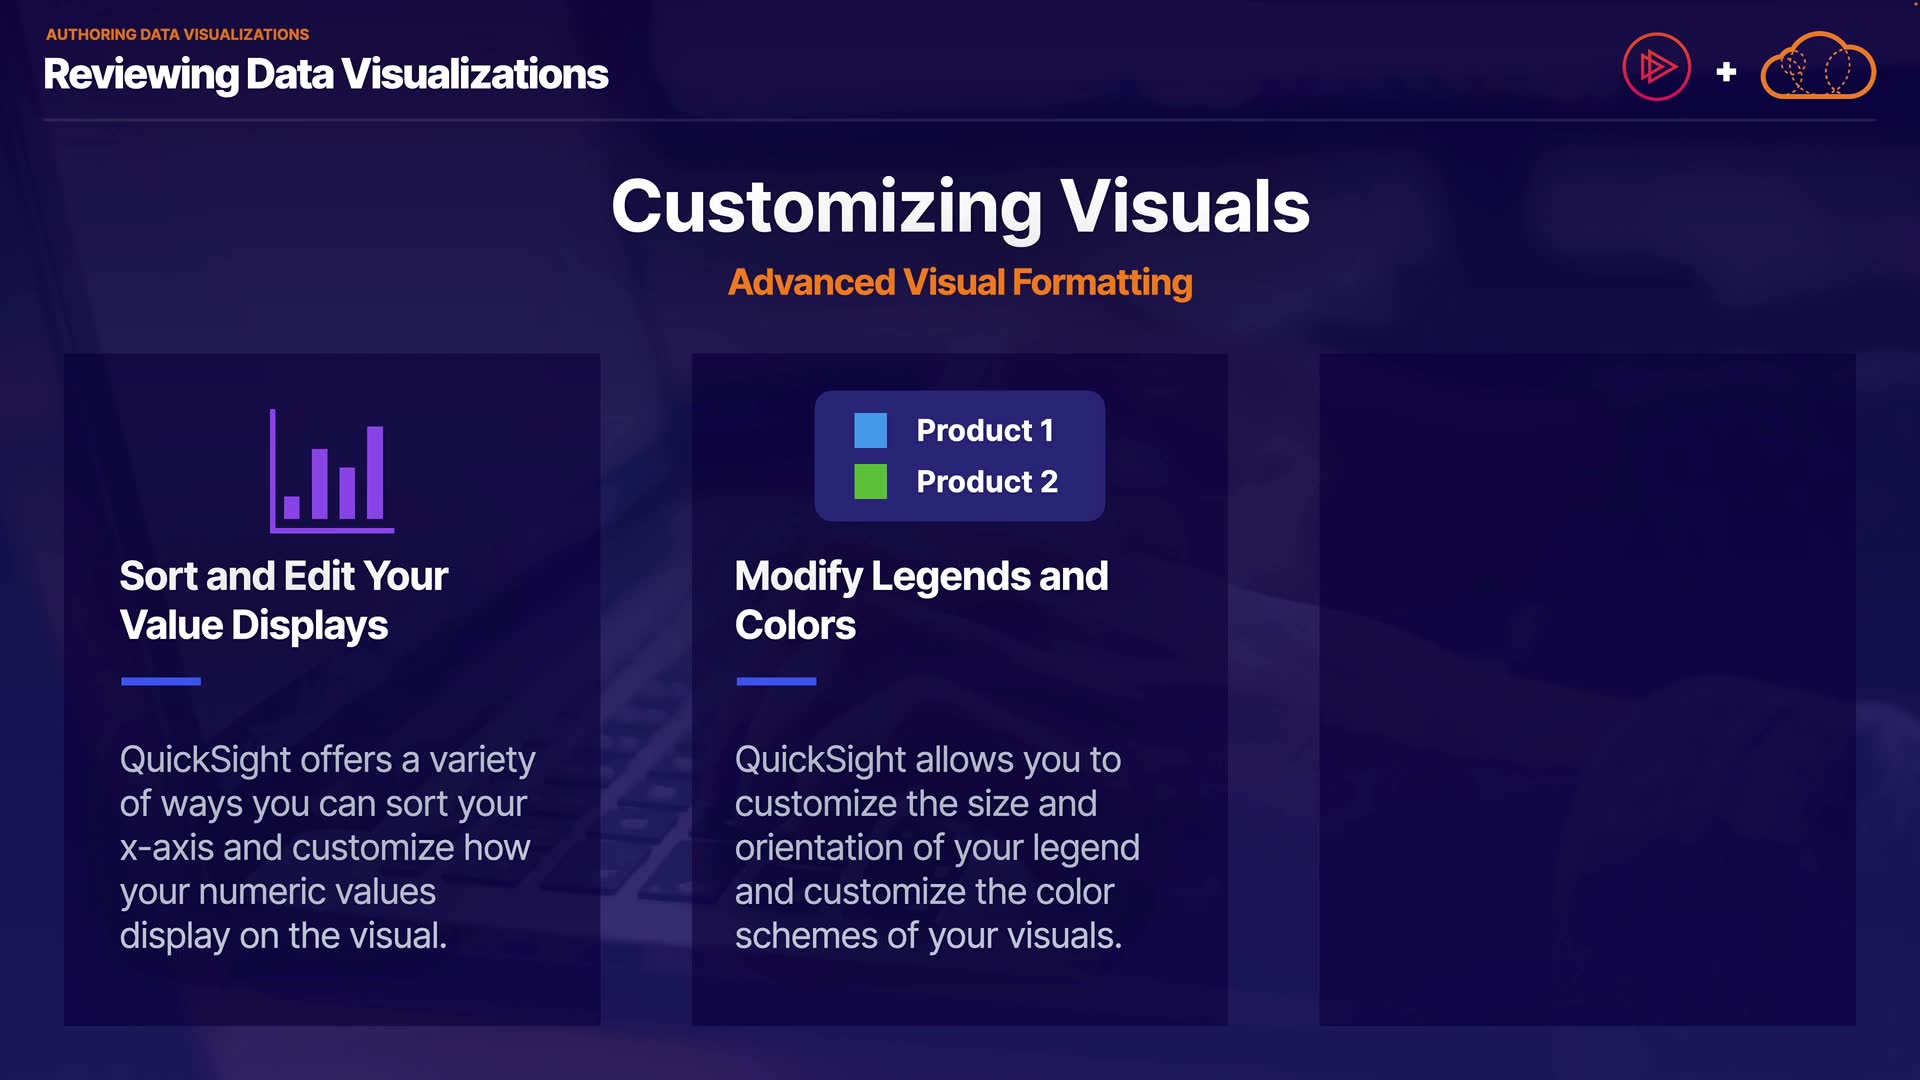 AUTHORING DATA VISUALIZATIONS
Reviewing Data Visualizations
Customizing Visuals
Advanced Visual Formatting
Sort and Edit Your
Value Displays
QuickSight offers a variety
of ways you can sort your
x-axis and customize how
your numeric values
display on the visual.
Product 1
Product 2
Modify Legends and
Colors
QuickSight allows you to
customize the size and
orientation of your legend
and customize the color
schemes of your visuals.